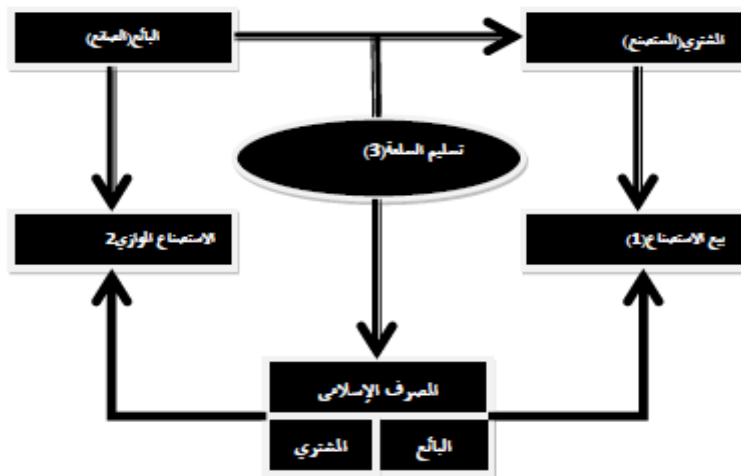 المشتري(المستصنع)
البائع(الصانع)
تسليم السلعة(3)
بيع الاستصناع(1)
الاستصناع الموازي2
المصرف الإسلامي
البائع
المشتري